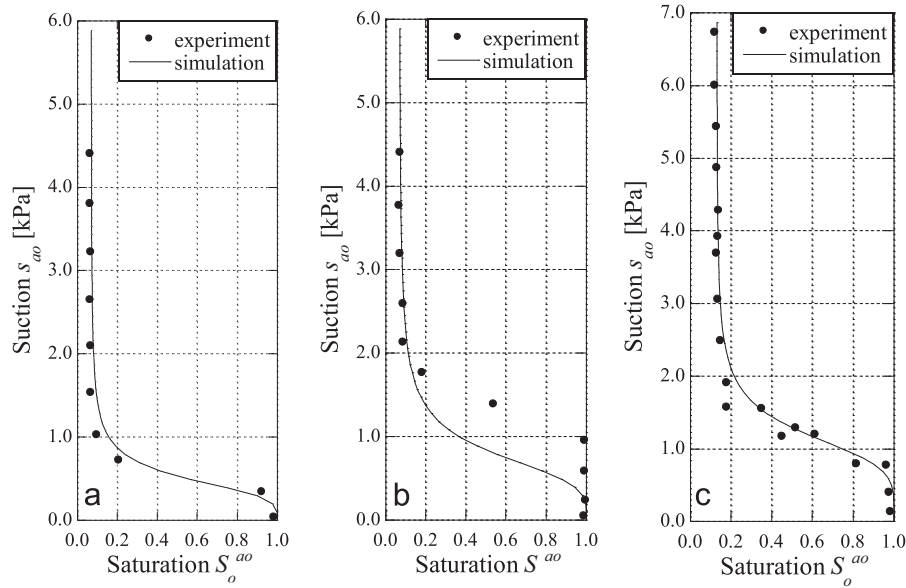 6.0
5.0
4.0
3.0
2.0
1.0
0.0
Suction s_ao [kPa]
experiment
simulation
a
0.0 0.2 0.4 0.6 0.8 1.0
Saturation S_o^ao
6.0
5.0
4.0
3.0
2.0
1.0
0.0
Suction s_ao [kPa]
experiment
simulation
b
0.0 0.2 0.4 0.6 0.8 1.0
Saturation S^ao
7.0
6.0
5.0
4.0
3.0
2.0
1.0
0.0
Suction s_ao [kPa]
experiment
simulation
c
0.0 0.2 0.4 0.6 0.8 1.0
Saturation S_o^ao